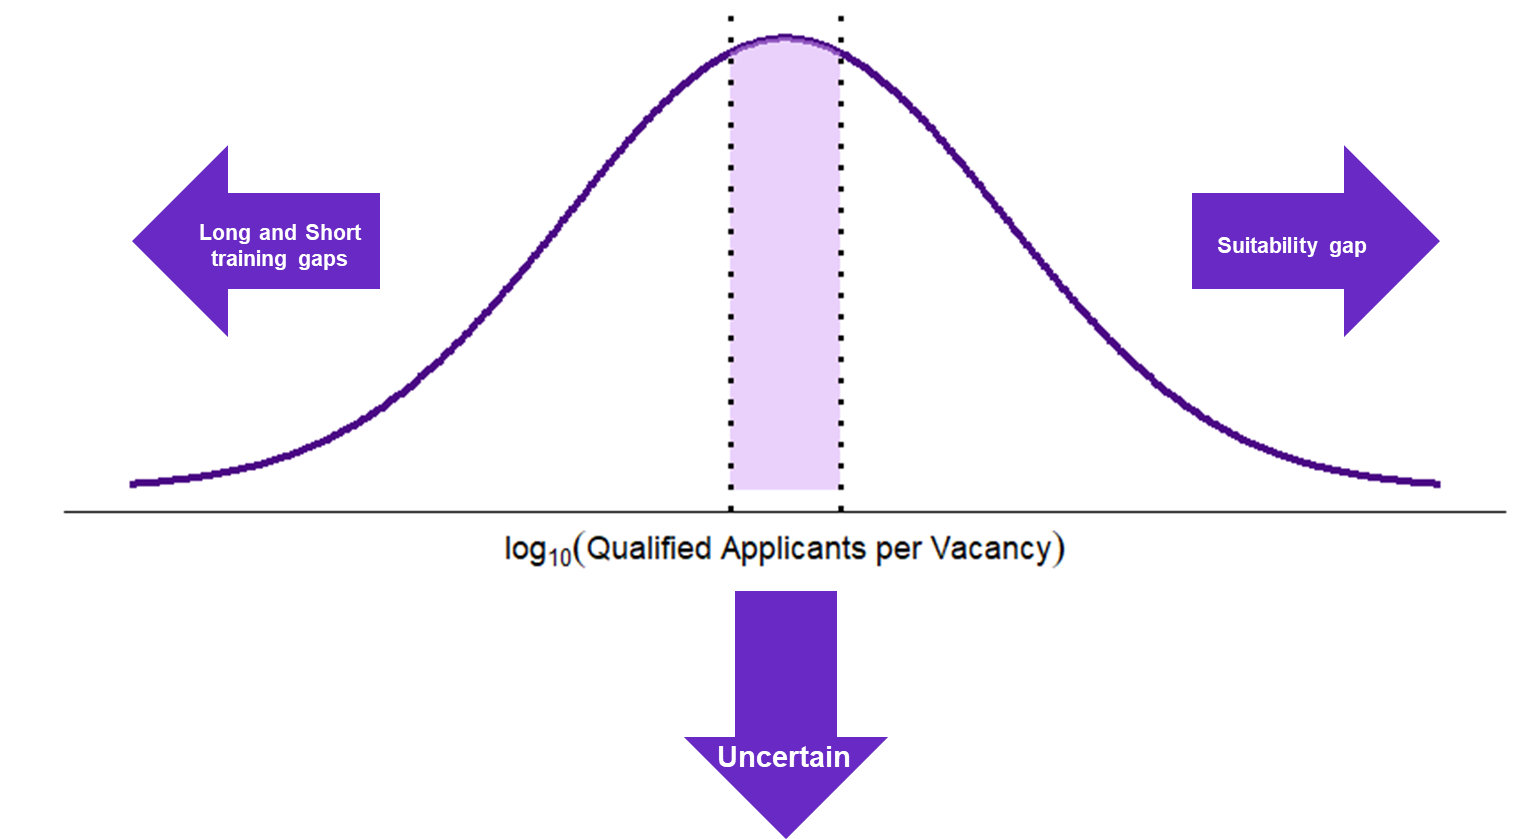 Long and Short
training gaps
Suitability gap
log₁₀(Qualified Applicants per Vacancy)
Uncertain